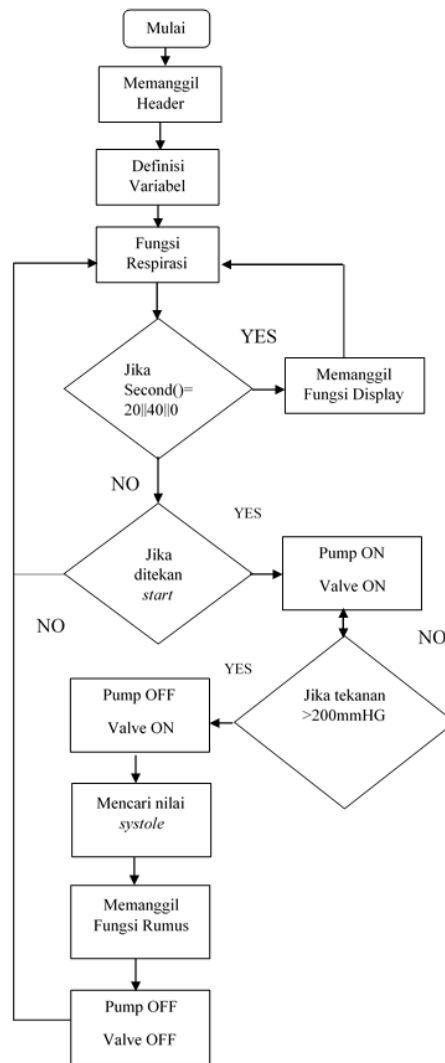 Mulai
Memanggil
Header
Definisi
Variabel
Fungsi
Respirasi
YES
Jika
Second()=
20||40||0
Memanggil
Fungsi Display
NO
YES
Jika
ditekan
start
Pump ON
Valve ON
NO
NO
YES
Jika tekanan
>200mmHG
Pump OFF
Valve ON
Mencari nilai
systole
Memanggil
Fungsi Rumus
Pump OFF
Valve OFF